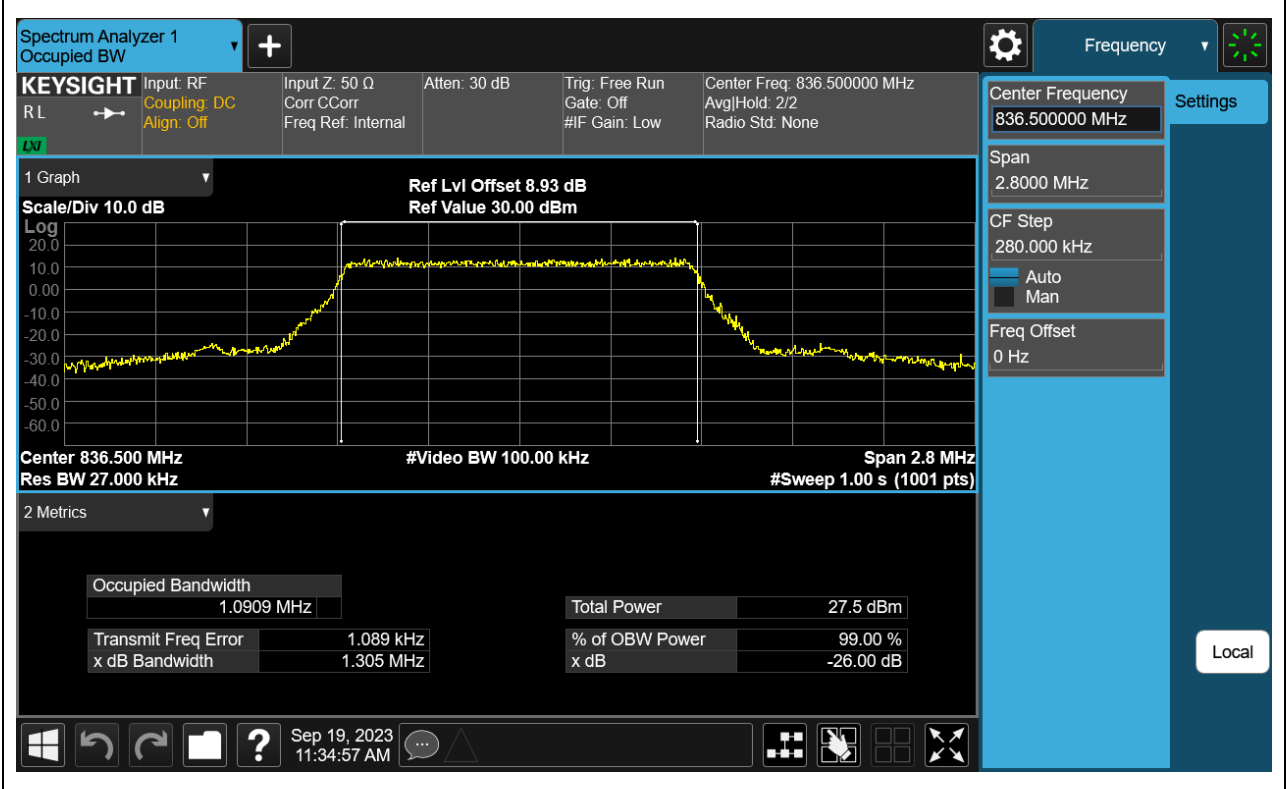 Spectrum Analyzer 1
Occupied BW
Frequency
KEYSIGHT
R L
LXI
Input: RF
Coupling: DC
Align: Off
Input Z: 50 Ω
Corr CCorr
Freq Ref: Internal
Atten: 30 dB
Trig: Free Run
Gate: Off
#IF Gain: Low
Center Freq: 836.500000 MHz
Avg|Hold: 2/2
Radio Std: None
Center Frequency
836.500000 MHz
Settings
Span
2.8000 MHz
CF Step
280.000 kHz
Auto
Man
Freq Offset
0 Hz
Local
1 Graph
Scale/Div 10.0 dB
Ref Lvl Offset 8.93 dB
Ref Value 30.00 dBm
Log
20.0
10.0
0.00
-10.0
-20.0
-30.0
-40.0
-50.0
-60.0
Center 836.500 MHz
#Video BW 100.00 kHz
Span 2.8 MHz
Res BW 27.000 kHz
#Sweep 1.00 s (1001 pts)
2 Metrics
Occupied Bandwidth
1.0909 MHz
Total Power 27.5 dBm
Transmit Freq Error 1.089 kHz
% of OBW Power 99.00 %
x dB Bandwidth 1.305 MHz
x dB -26.00 dB
?
Sep 19, 2023
11:34:57 AM